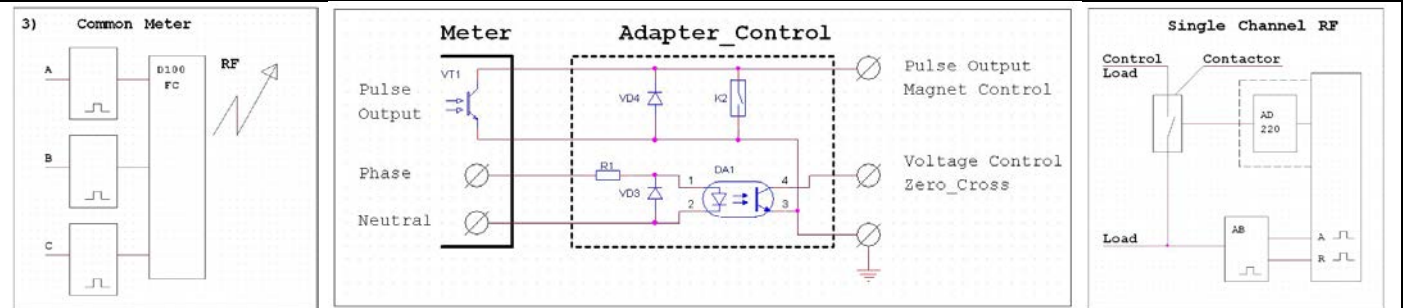 3) Common Meter
A
D100
FC
RF
B
C
Meter
Adapter_Control
VT1
Pulse
Output
VD4
K2
Pulse Output
Magnet Control
Phase
R1
VD3
1
DA1
4
2
3
Voltage Control
Zero_Cross
Neutral
Single Channel RF
Control
Load
Contactor
AD
220
Load
AB
A
R